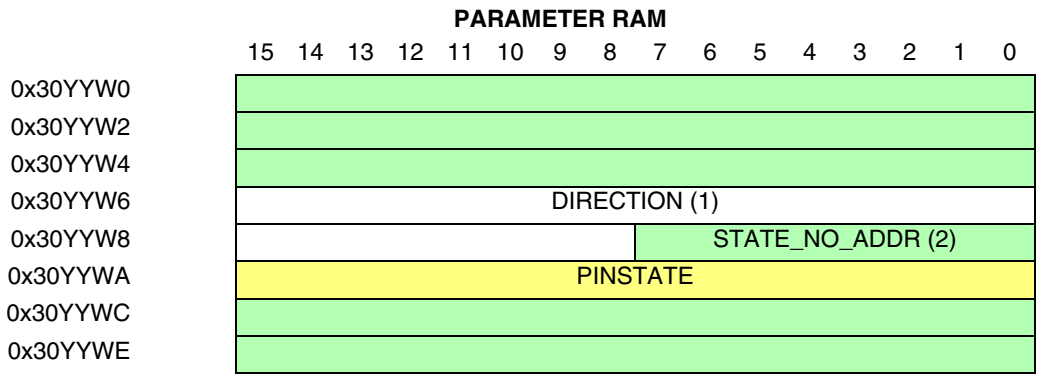 PARAMETER RAM
15 14 13 12 11 10 9 8 7 6 5 4 3 2 1 0
0x30YYW0
0x30YYW2
0x30YYW4
0x30YYW6 DIRECTION (1)
0x30YYW8 STATE_NO_ADDR (2)
0x30YYWA PINSTATE
0x30YYWC
0x30YYWE